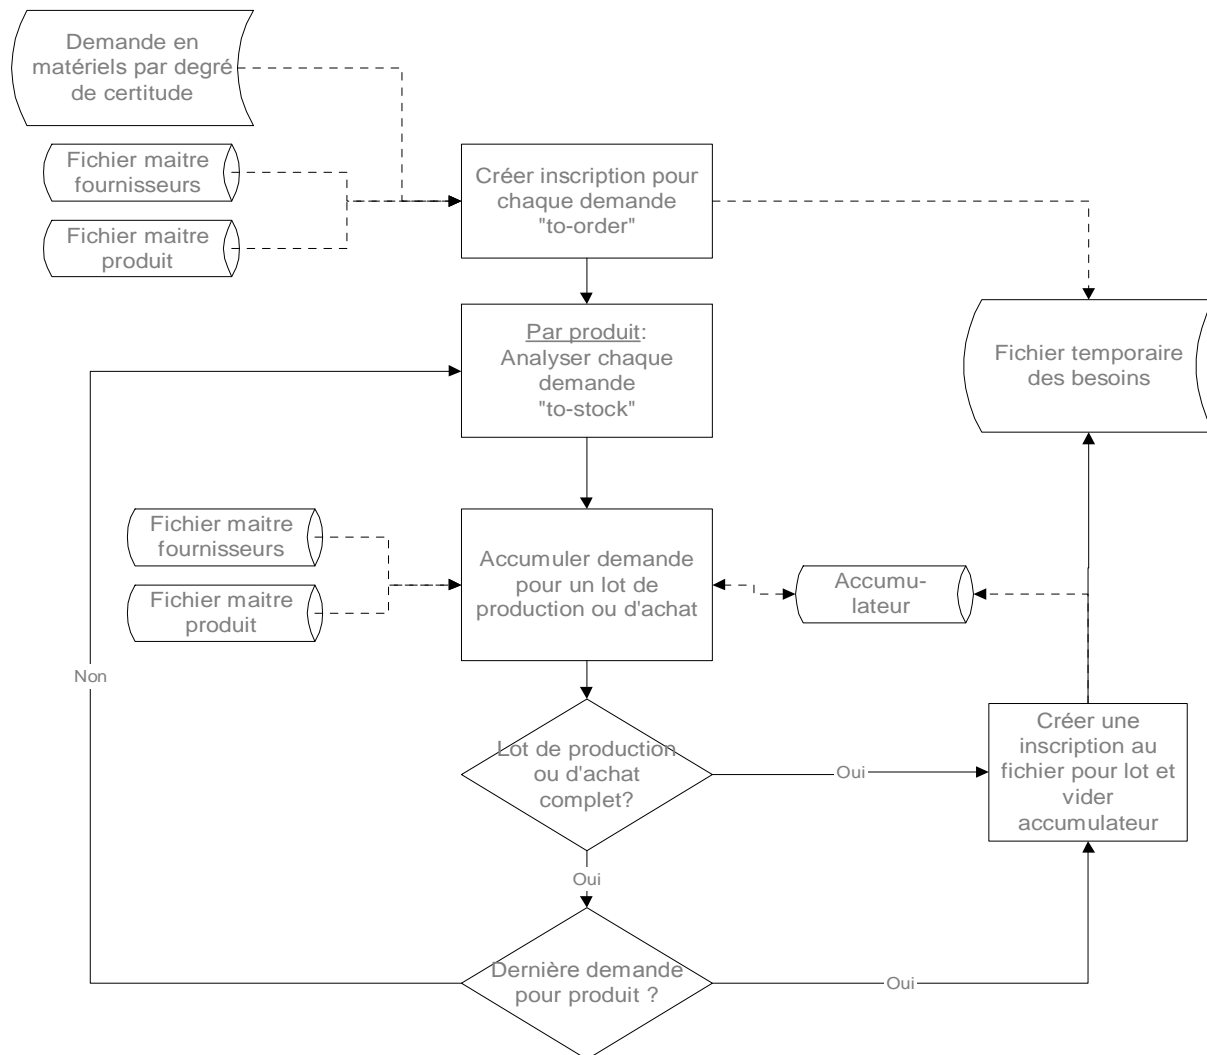 Demande en
matériels par degré
de certitude
Fichier maitre
fournisseurs
Fichier maitre
produit
Créer inscription pour
chaque demande
"to-order"
Par produit:
Analyser chaque
demande
"to-stock"
Fichier temporaire
des besoins
Fichier maitre
fournisseurs
Fichier maitre
produit
Accumuler demande
pour un lot de
production ou d'achat
Accumu-
lateur
Non
Lot de production
ou d'achat
complet?
Oui
Créer une
inscription au
fichier pour lot et
vider
accumulateur
Oui
Dernière demande
pour produit ?
Oui